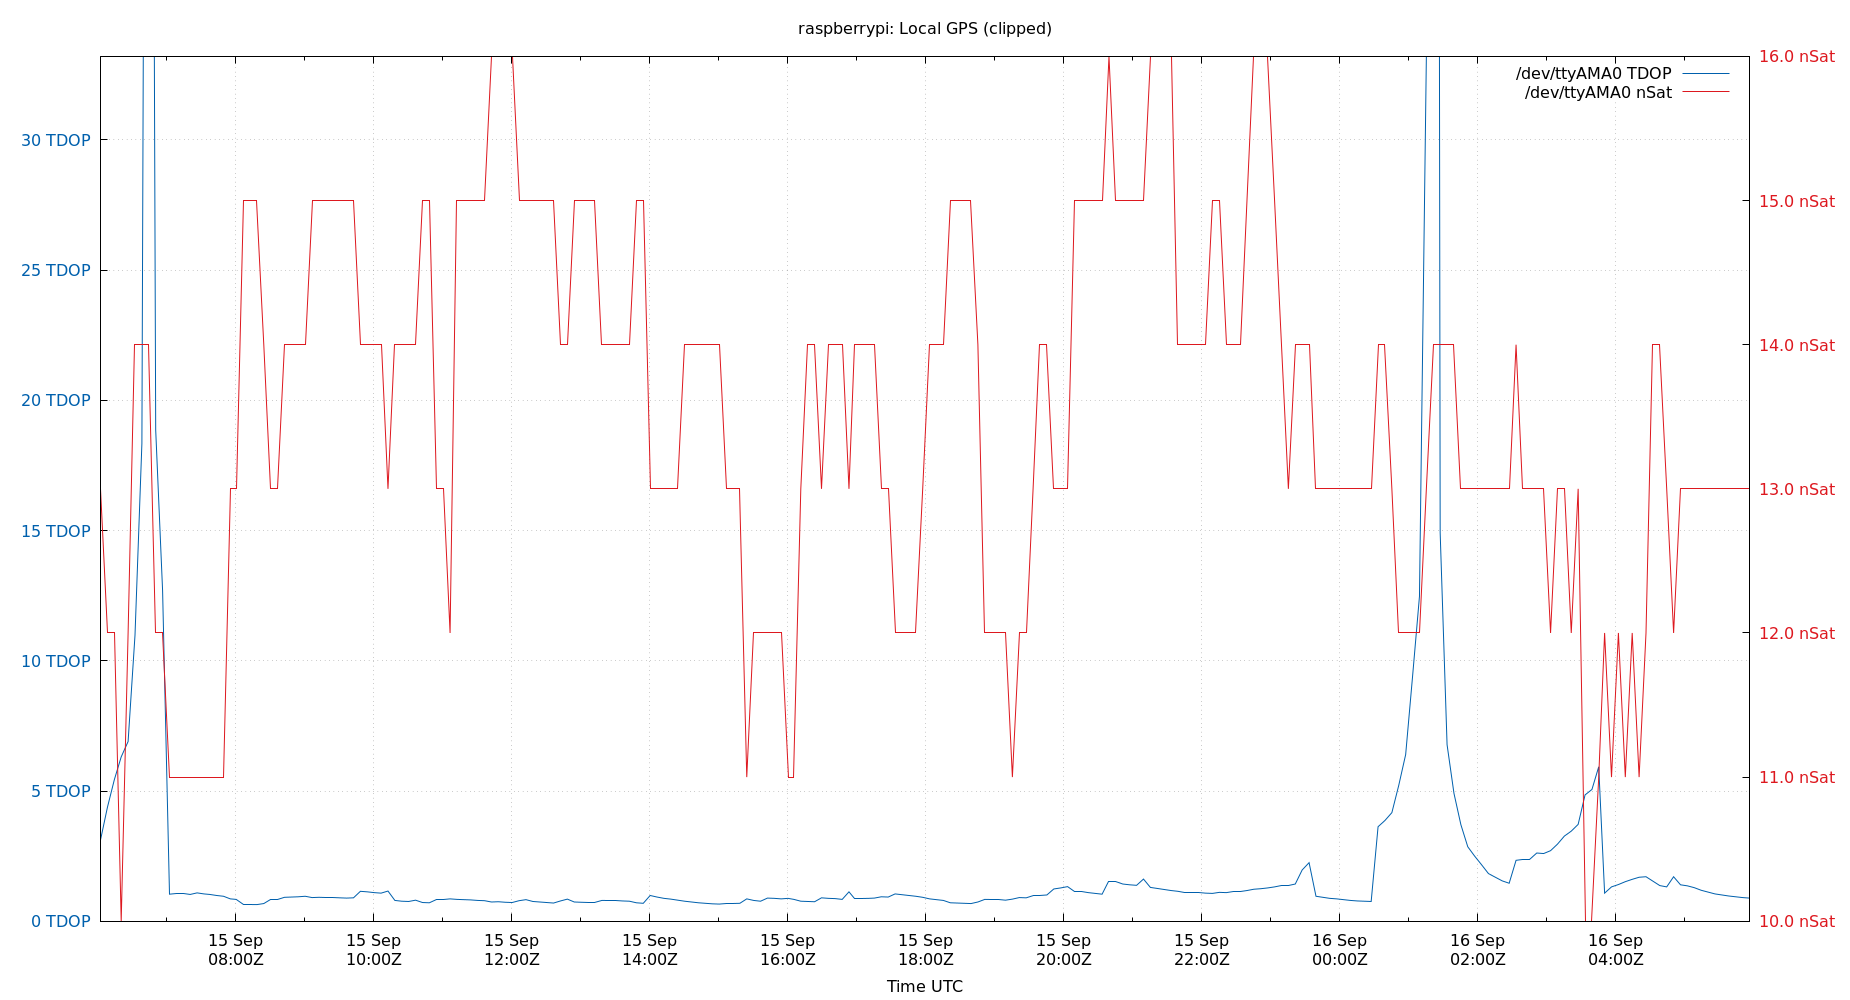 raspberrypi: Local GPS (clipped)
/dev/ttyAMA0 TDOP
/dev/ttyAMA0 nSat
30 TDOP
25 TDOP
20 TDOP
15 TDOP
10 TDOP
5 TDOP
0 TDOP
16.0 nSat
15.0 nSat
14.0 nSat
13.0 nSat
12.0 nSat
11.0 nSat
10.0 nSat
15 Sep
08:00Z
15 Sep
10:00Z
15 Sep
12:00Z
15 Sep
14:00Z
15 Sep
16:00Z
15 Sep
18:00Z
15 Sep
20:00Z
15 Sep
22:00Z
16 Sep
00:00Z
16 Sep
02:00Z
16 Sep
04:00Z
Time UTC